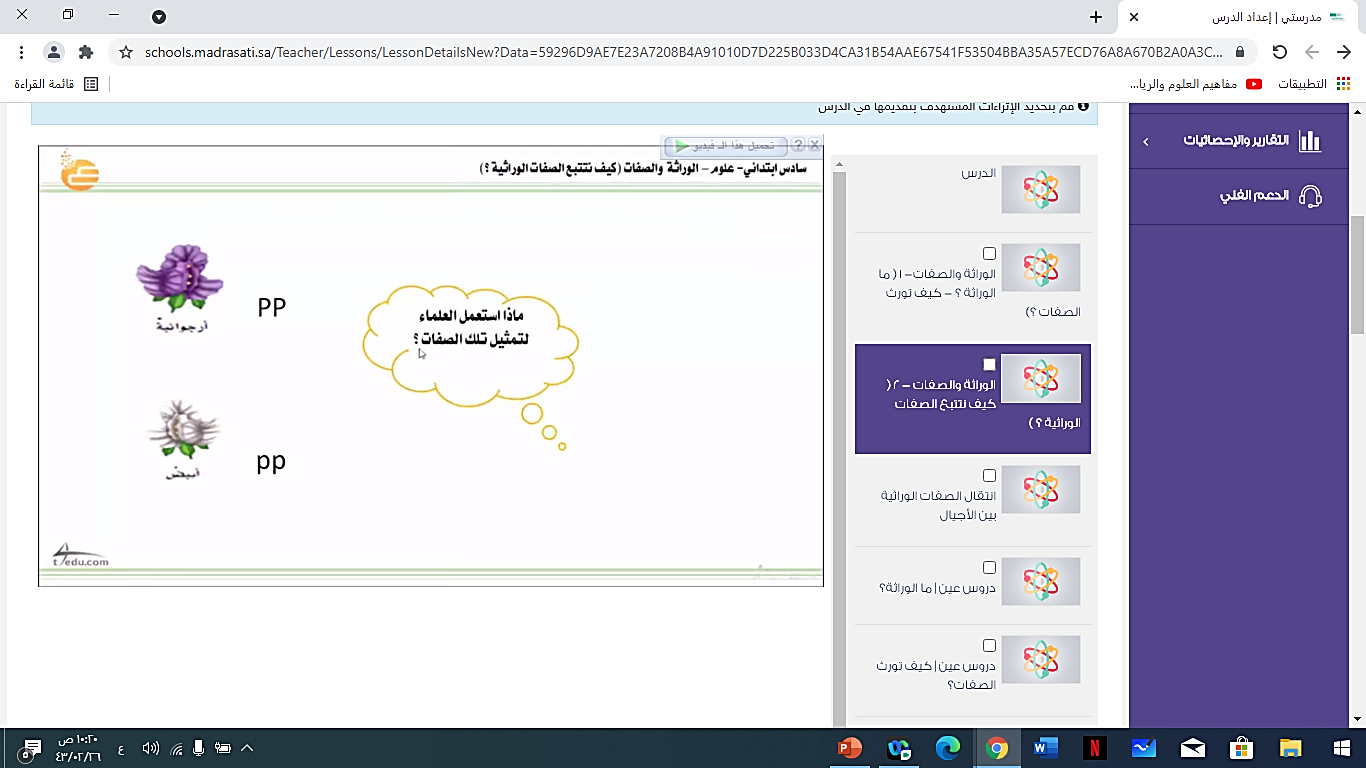 مدرستي | إعداد الدرس
schools.madrasati.sa/Teacher/Lessons/LessonDetailsNew?Data=59296D9AE7E23A7208B4A91010D7D225B033D4CA31B54AAE67541F53504BBA35A57ECD76A8A670B2A0A3C...
التطبيقات
مفاهيم العلوم والريا...
قائمة القراءة
قم بتحديد الإثراءات المستهدف بتقديمها في الدرس
التقارير والإحصائيات
الدعم الفني
تحميل هذا الـ فيديو
سادس ابتدائي- علوم – الوراثة والصفات (كيف نتتبع الصفات الوراثية ؟)
ماذا استعمل العلماء
لتمثيل تلك الصفات ؟
PP
أرجوانية
pp
أبيض
t4edu.com
الدرس
الوراثة والصفات– ١ ( ما
الوراثة ؟ – كيف تورث
الصفات ؟)
الوراثة والصفات – ٢ (
كيف نتتبع الصفات
الوراثية ؟ )
انتقال الصفات الوراثية
بين الأجيال
دروس عين | ما الوراثة؟
دروس عين | كيف تورث
الصفات؟
ع
١٠:٢٠ ص
٤٣/٠٢/٢٦